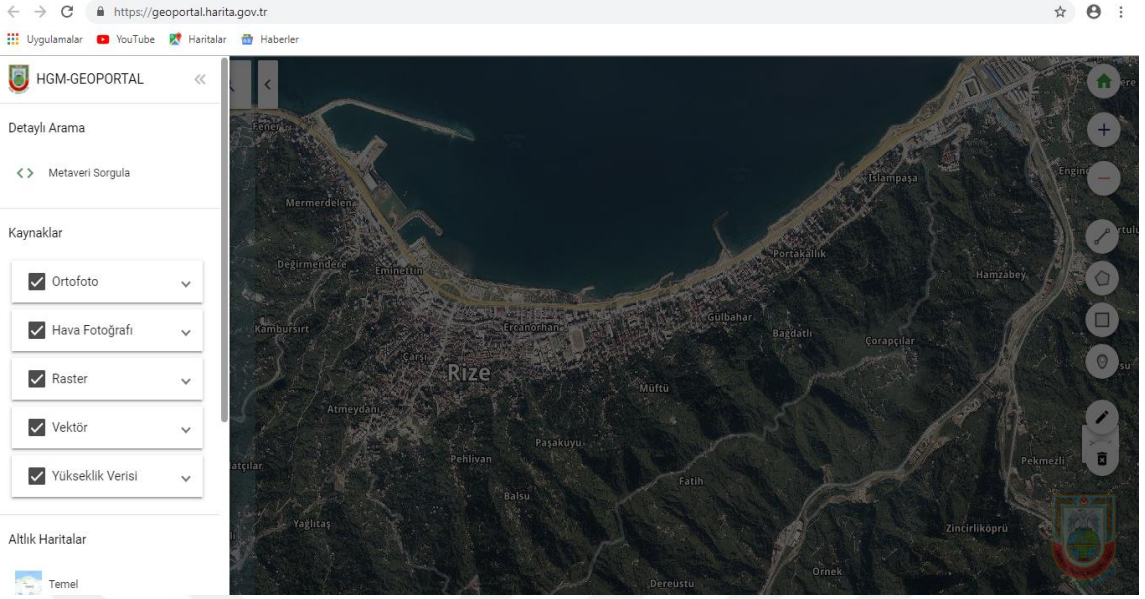 https://geoportal.harita.gov.tr
Uygulamalar YouTube Haritalar Haberler
HGM-GEOPORTAL
Detaylı Arama
Metaveri Sorgula
Kaynaklar
Ortofoto
Hava Fotoğrafı
Raster
Vektör
Yükseklik Verisi
Altlık Haritalar
Temel
Fener
Islampaşa
Mermerdelen
Portakallık
Değirmendere
Eminettin
Hamzabey
Gülbahar
Kambursırt
Ercanorhan
Bağdatlı
Çorapçılar
Çarşı
Rize
Müftü
Atmeydanı
Paşakuyu
Pehlivan
Pekmezli
Fatih
Balsu
Yağlıtaş
Zincirliköprü
Ornek
Dereüstü